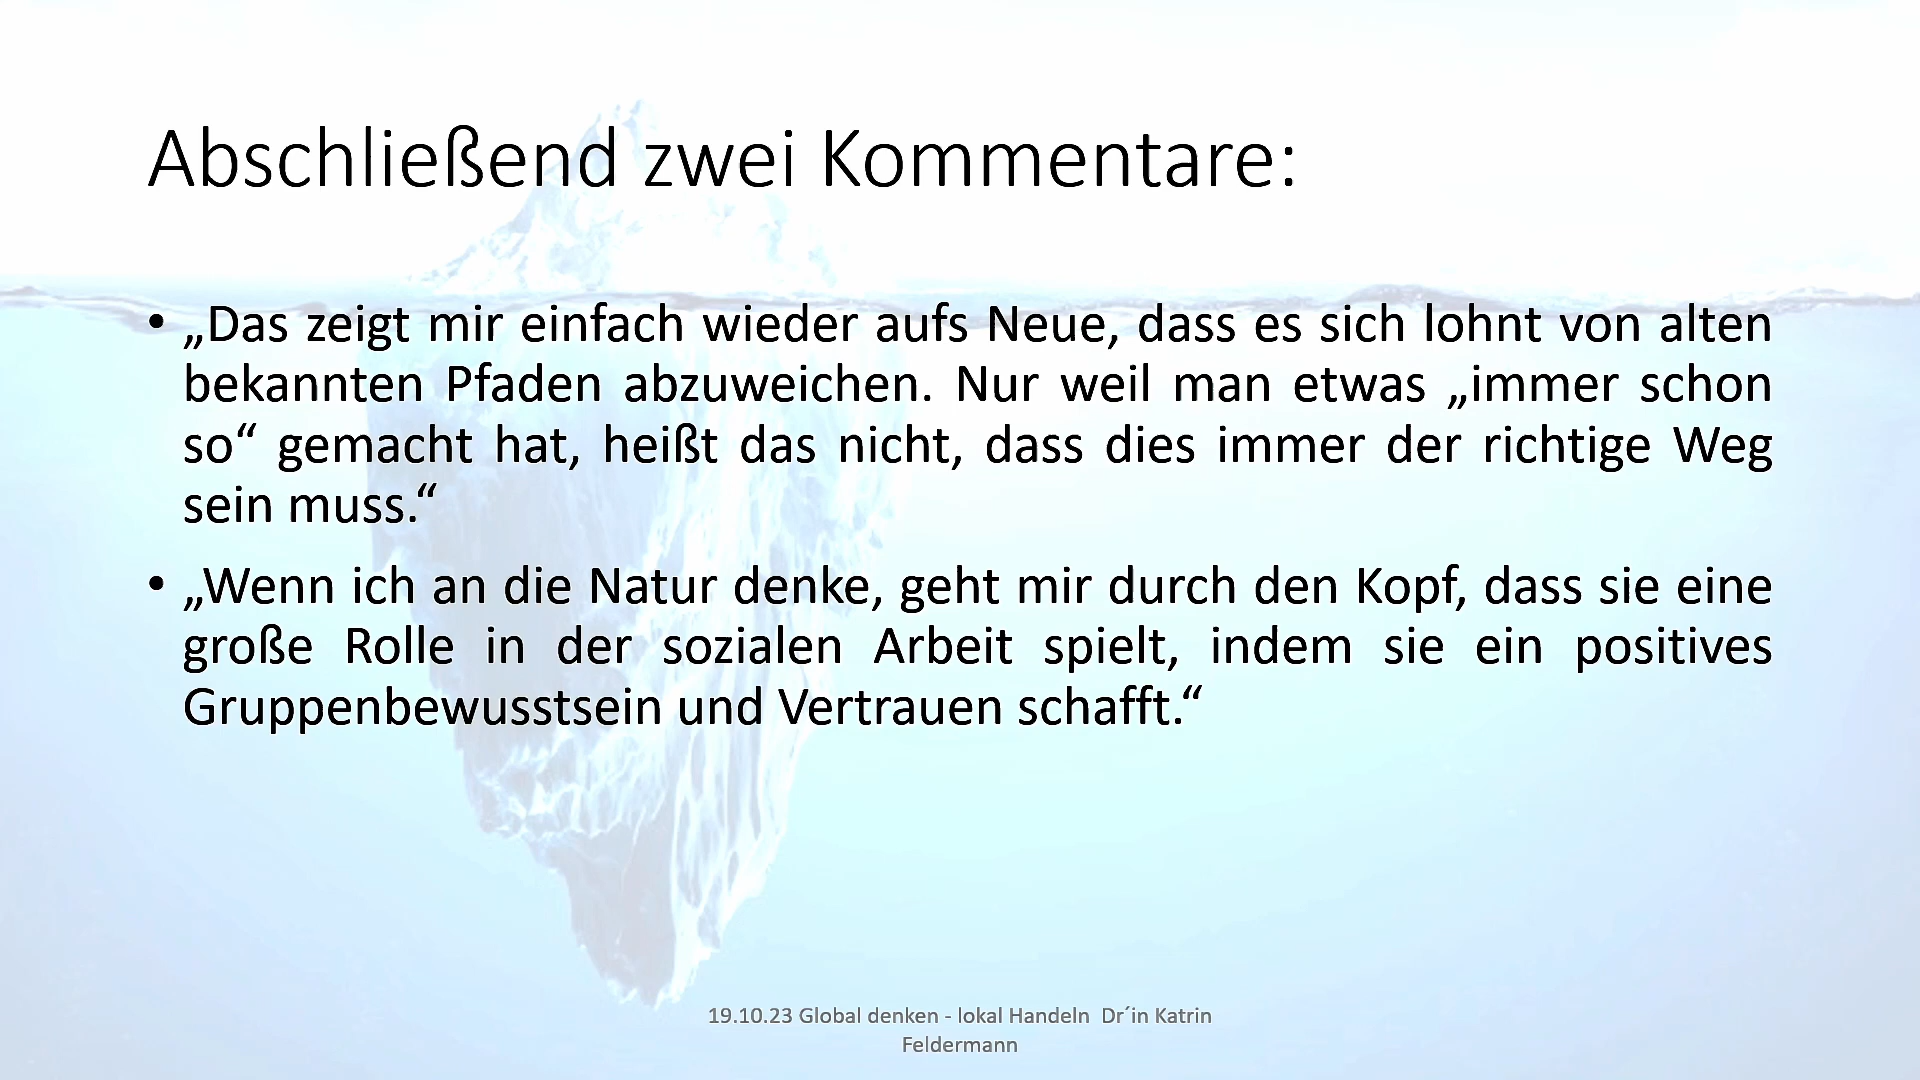 Abschließend zwei Kommentare:
• „Das zeigt mir einfach wieder aufs Neue, dass es sich lohnt von alten
bekannten Pfaden abzuweichen. Nur weil man etwas „immer schon
so“ gemacht hat, heißt das nicht, dass dies immer der richtige Weg
sein muss.“
• „Wenn ich an die Natur denke, geht mir durch den Kopf, dass sie eine
große Rolle in der sozialen Arbeit spielt, indem sie ein positives
Gruppenbewusstsein und Vertrauen schafft.“
19.10.23 Global denken - lokal Handeln  Dr´in Katrin
Feldermann